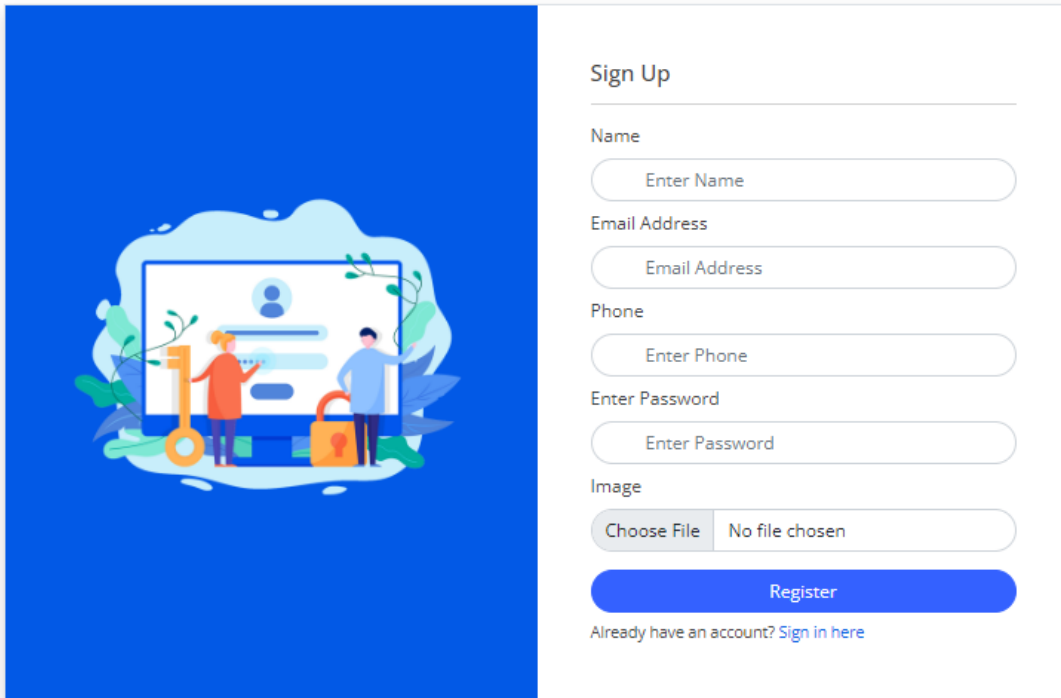 Sign Up
Name
Enter Name
Email Address
Email Address
Phone
Enter Phone
Enter Password
Enter Password
Image
Choose File No file chosen
Register
Already have an account? Sign in here